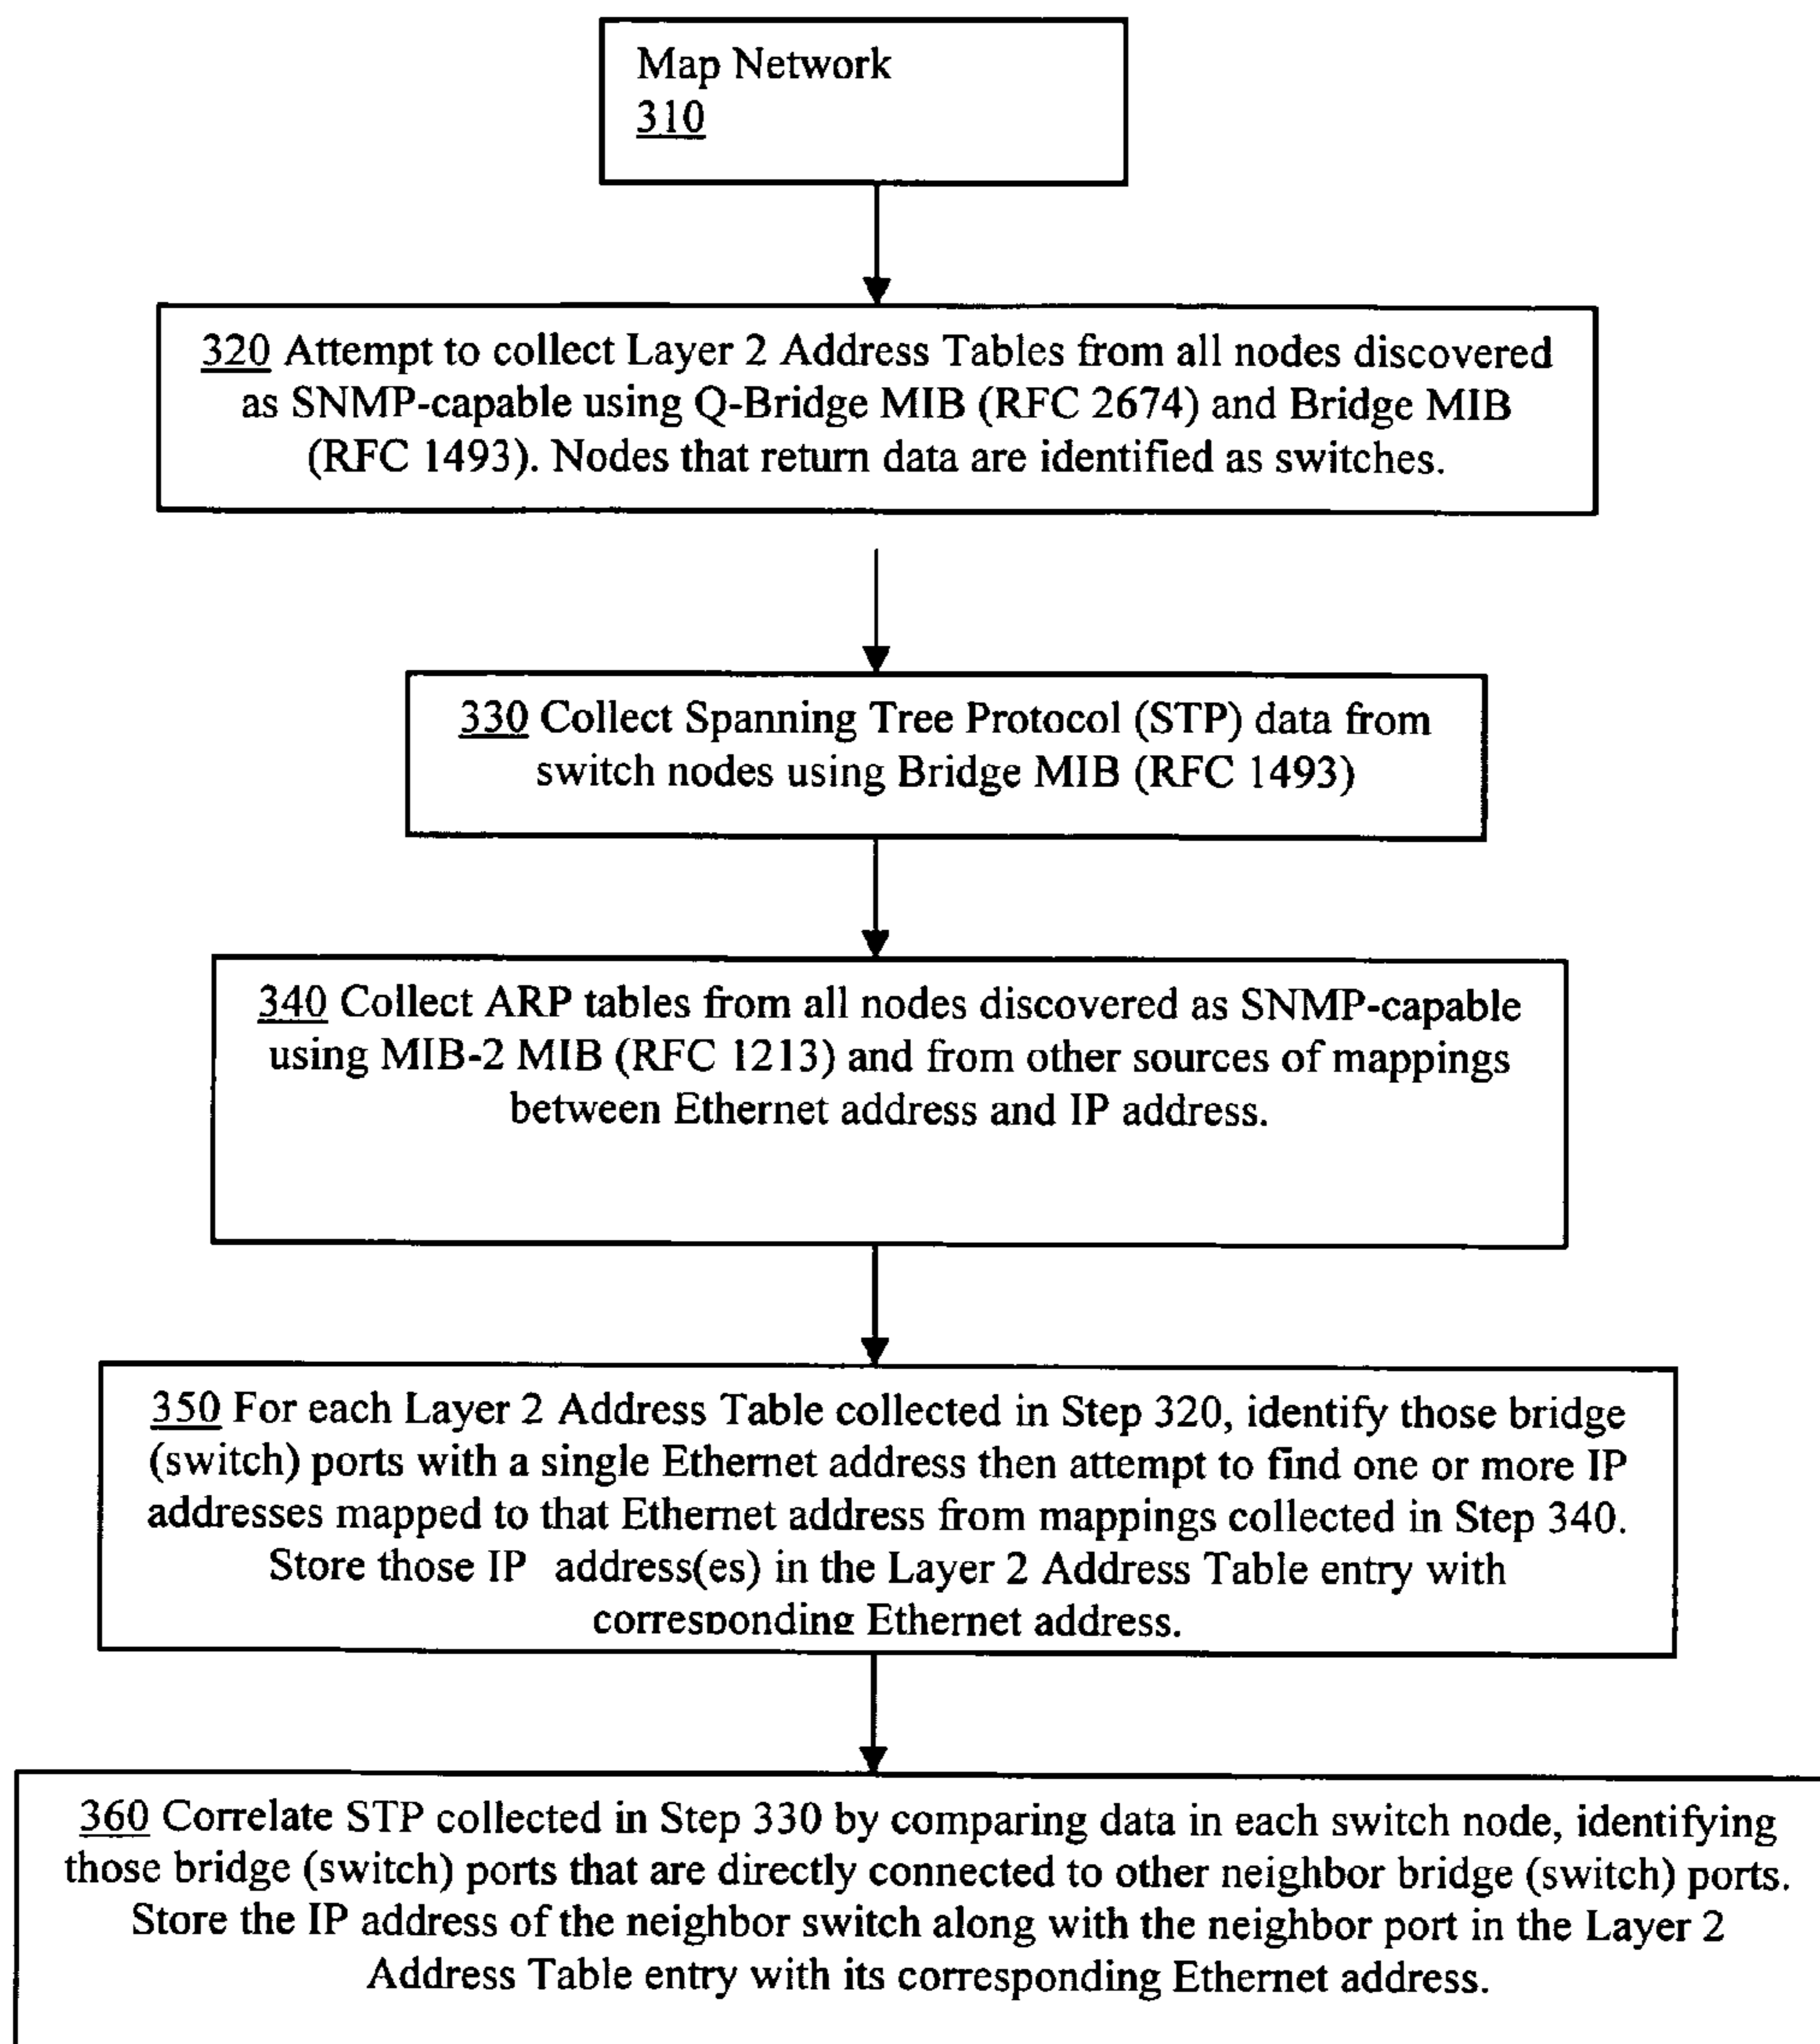 Map Network
310
320 Attempt to collect Layer 2 Address Tables from all nodes discovered
as SNMP-capable using Q-Bridge MIB (RFC 2674) and Bridge MIB
(RFC 1493). Nodes that return data are identified as switches.
330 Collect Spanning Tree Protocol (STP) data from
switch nodes using Bridge MIB (RFC 1493)
340 Collect ARP tables from all nodes discovered as SNMP-capable
using MIB-2 MIB (RFC 1213) and from other sources of mappings
between Ethernet address and IP address.
350 For each Layer 2 Address Table collected in Step 320, identify those bridge
(switch) ports with a single Ethernet address then attempt to find one or more IP
addresses mapped to that Ethernet address from mappings collected in Step 340.
Store those IP address(es) in the Layer 2 Address Table entry with
corresponding Ethernet address.
360 Correlate STP collected in Step 330 by comparing data in each switch node, identifying
those bridge (switch) ports that are directly connected to other neighbor bridge (switch) ports.
Store the IP address of the neighbor switch along with the neighbor port in the Layer 2
Address Table entry with its corresponding Ethernet address.